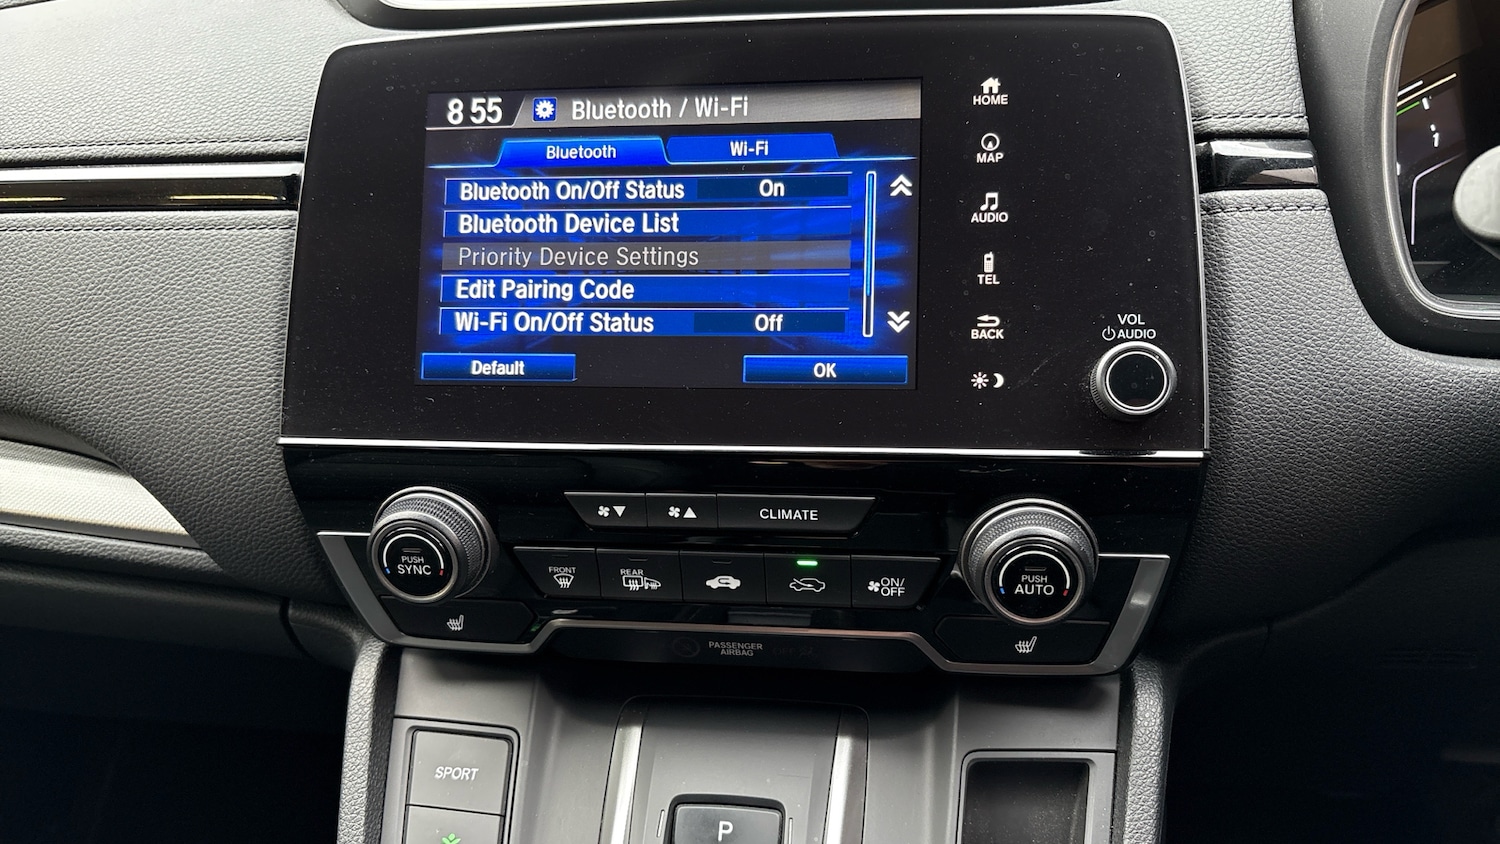 8 55 Bluetooth / Wi-Fi
Bluetooth Wi-Fi
Bluetooth On/Off Status On
Bluetooth Device List
Priority Device Settings
Edit Pairing Code
Wi-Fi On/Off Status Off
Default OK
HOME
MAP
AUDIO
TEL
BACK
VOL
AUDIO
CLIMATE
PUSH
SYNC
FRONT
REAR
ON/
OFF
PUSH
AUTO
PASSENGER
AIRBAG
SPORT
P